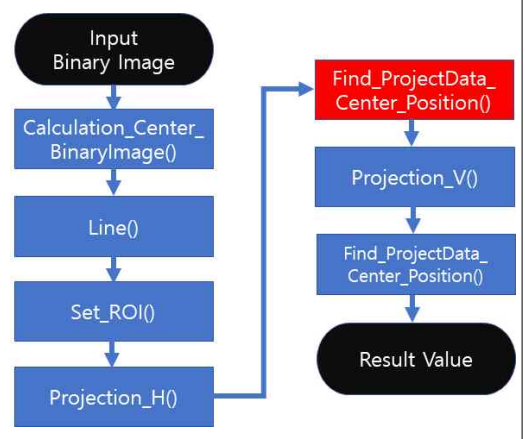 Input
Binary Image
Calculation_Center_
BinaryImage()
Line()
Set_ROI()
Projection_H()
Find_ProjectData_
Center_Position()
Projection_V()
Find_ProjectData_
Center_Position()
Result Value